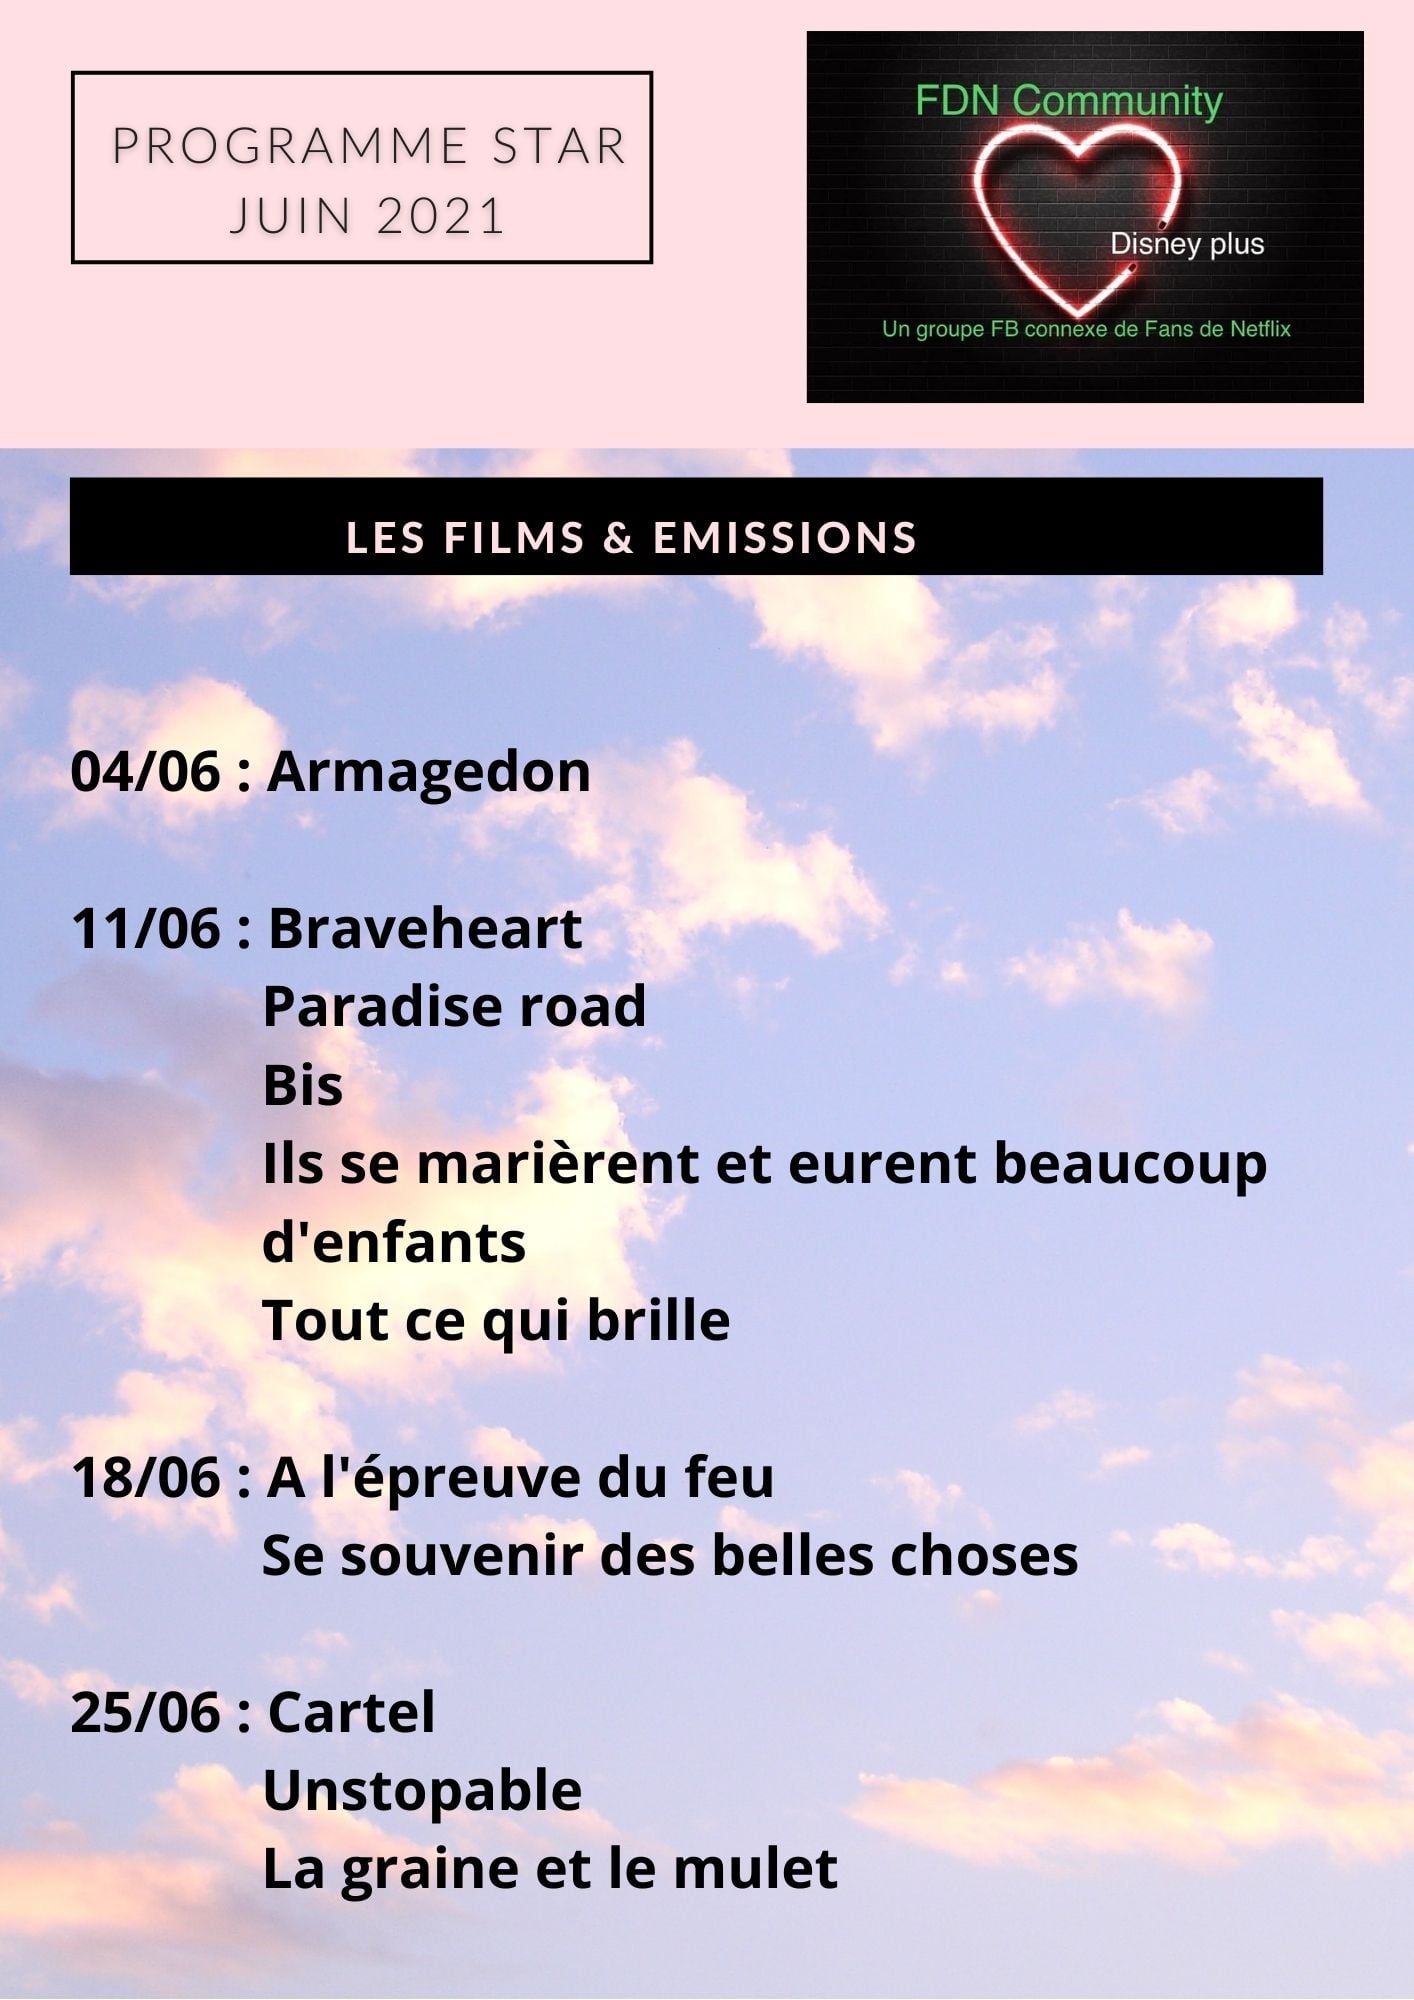 PROGRAMME STAR
JUIN 2021
FDN Community
Disney plus
Un groupe FB connexe de Fans de Netflix
LES FILMS & EMISSIONS
04/06 : Armagedon
11/06 : Braveheart
Paradise road
Bis
Ils se marièrent et eurent beaucoup
d'enfants
Tout ce qui brille
18/06 : A l'épreuve du feu
Se souvenir des belles choses
25/06 : Cartel
Unstopable
La graine et le mulet